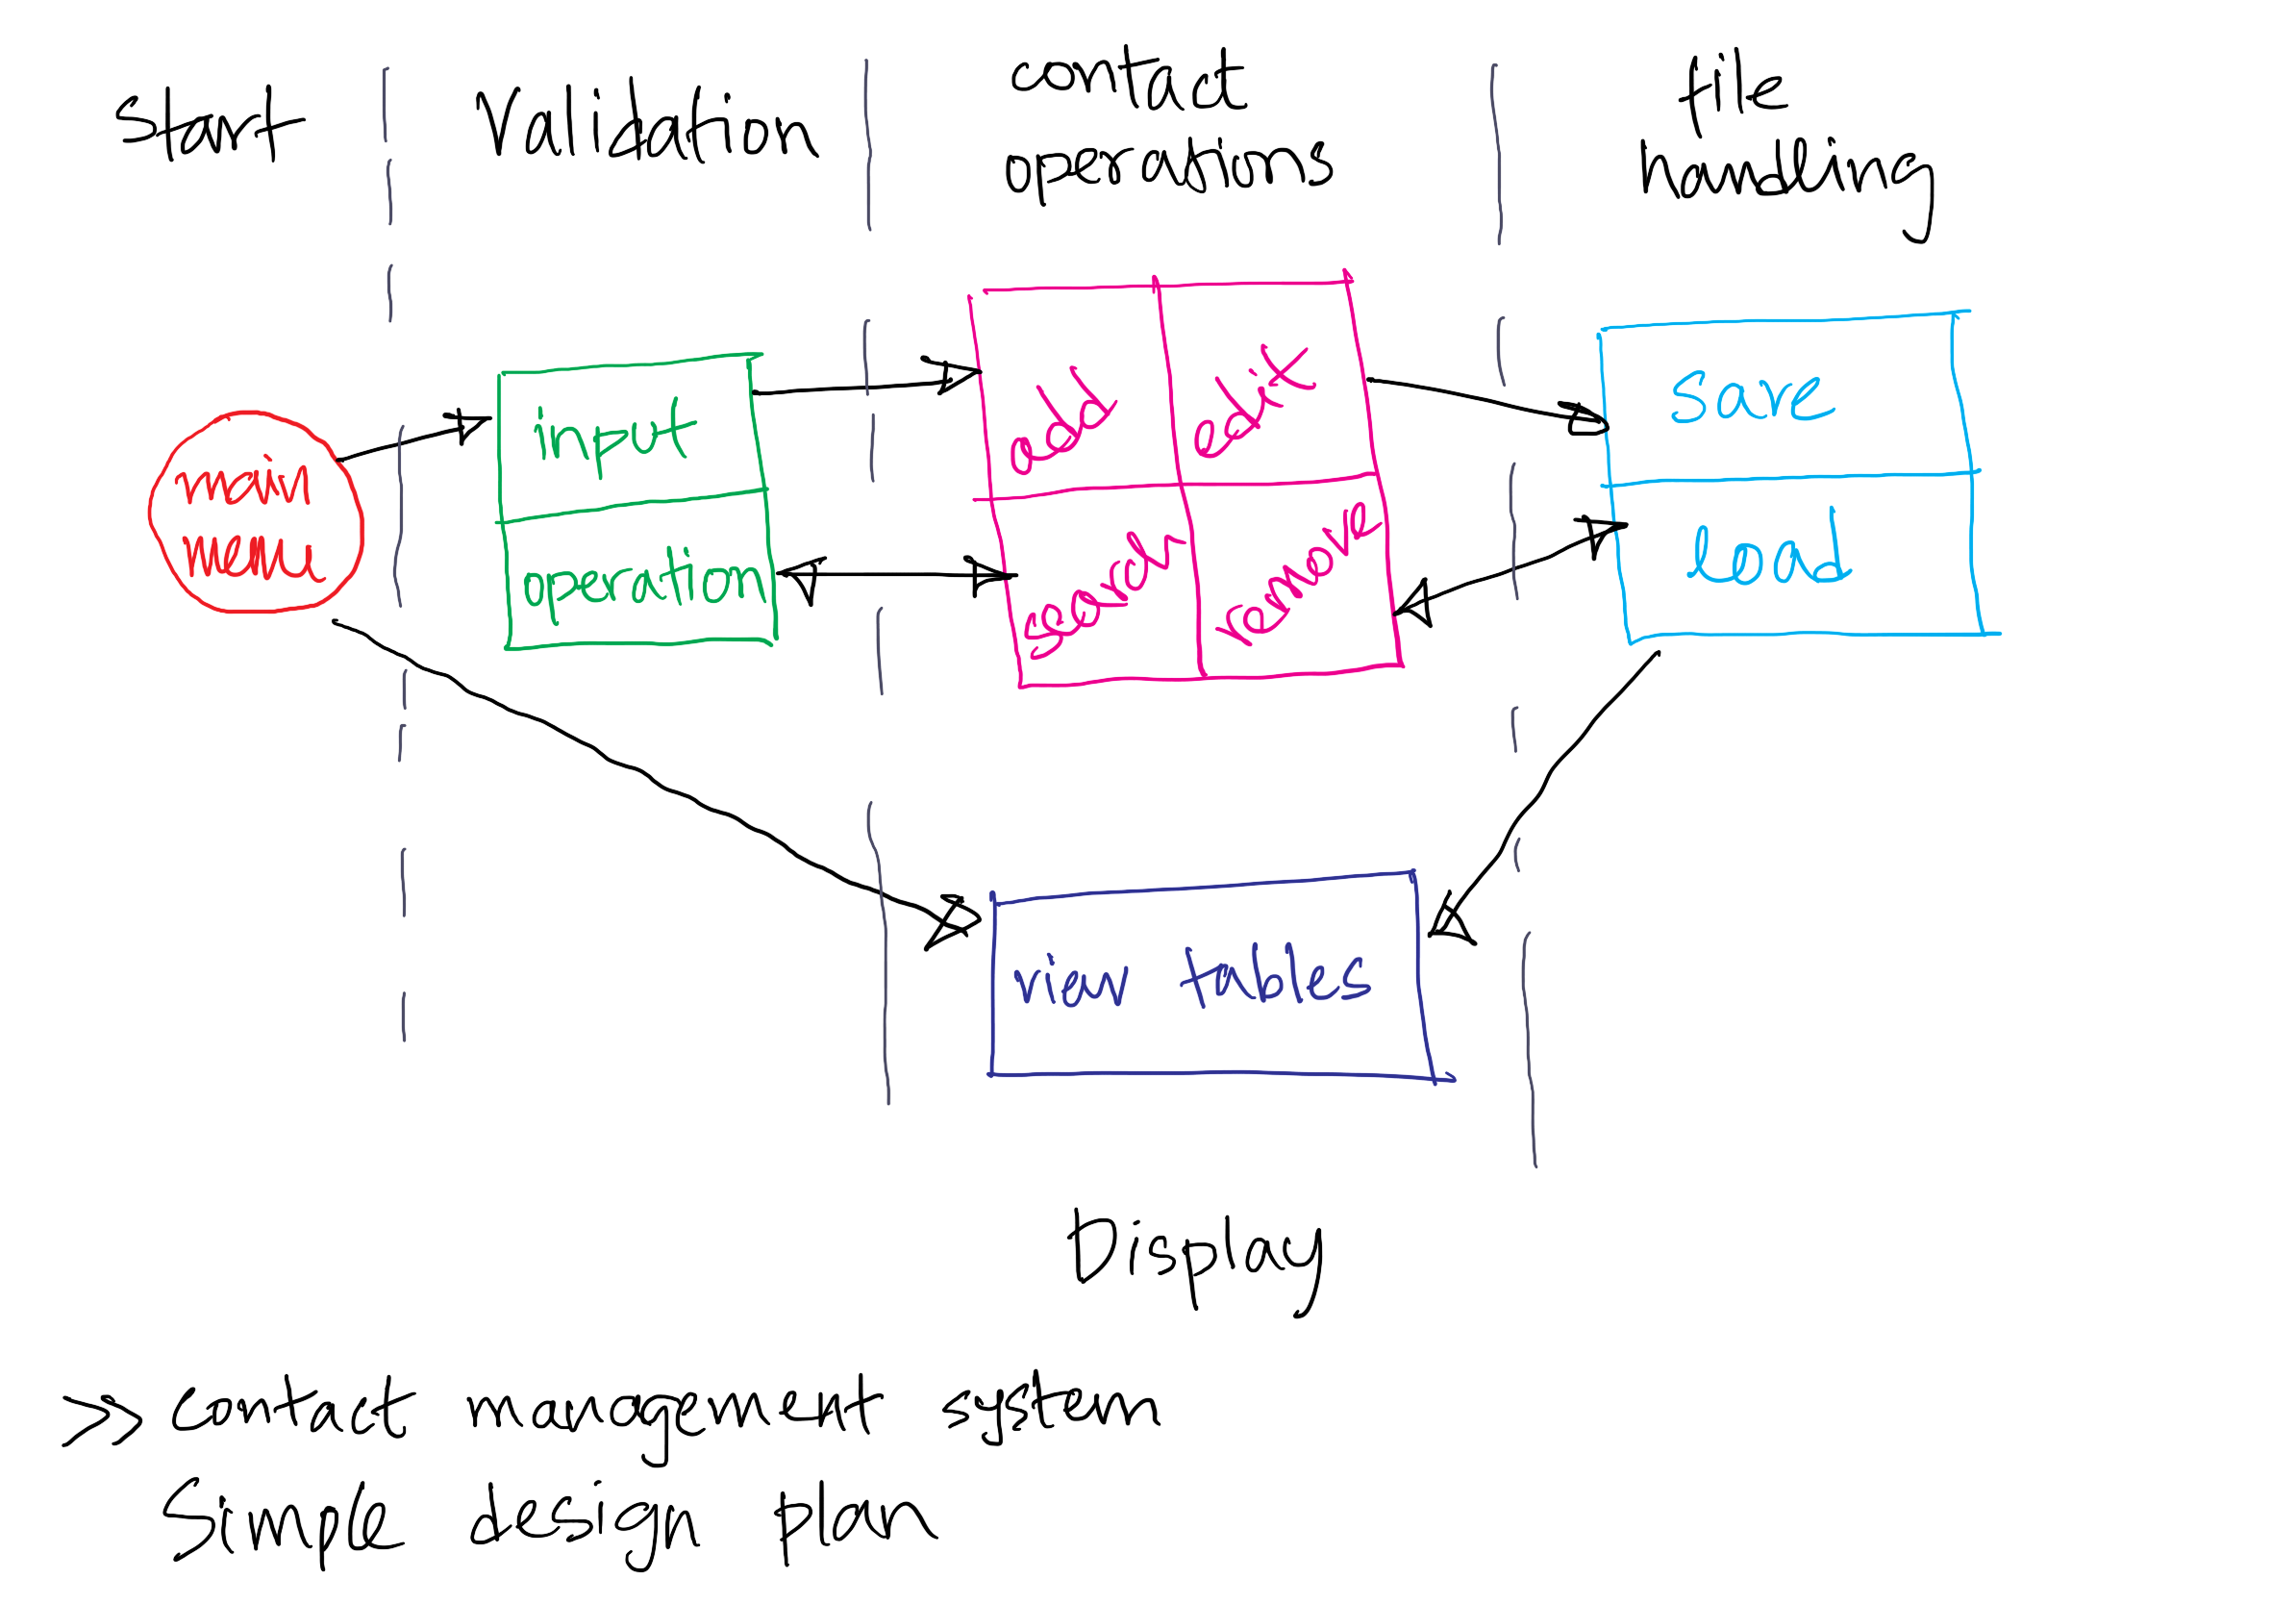 start
Validation
contact
operations
file
handling
main
menu
input
operation
add
edit
search
remove
save
load
view tables
Display
>> contact management system
Simple design plan